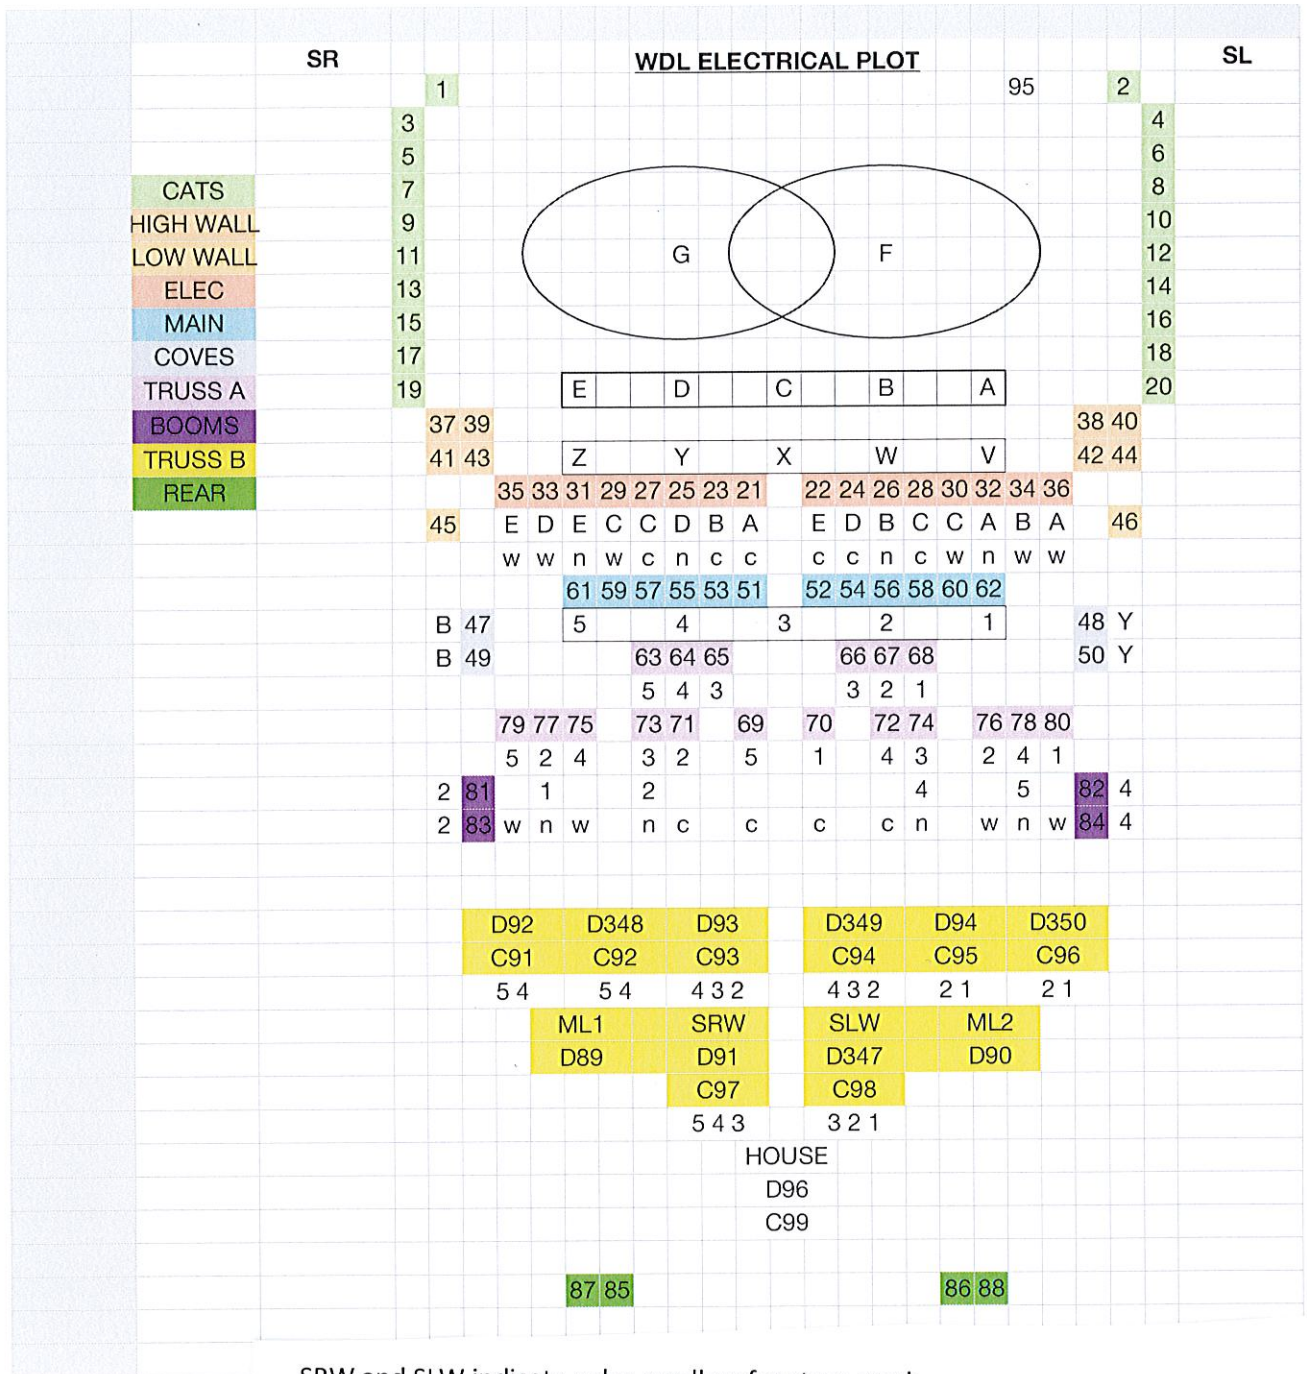 SR WDL ELECTRICAL PLOT SL
1 95 2
3 4
5 6
CATS 7 8
HIGH WALL 9 10
LOW WALL 11 G F 12
ELEC 13 14
MAIN 15 16
COVES 17 18
TRUSS A 19 E D C B A 20
BOOMS 37 39 38 40
TRUSS B 41 43 Z Y X W V 42 44
REAR 35 33 31 29 27 25 23 21 22 24 26 28 30 32 34 36
45 E D E C C D B A E D B C C A B A 46
w w n w c n c c c c n c w n w w
61 59 57 55 53 51 52 54 56 58 60 62
B 47 5 4 3 2 1 48 Y
B 49 63 64 65 66 67 68 50 Y
5 4 3 3 2 1
79 77 75 73 71 69 70 72 74 76 78 80
5 2 4 3 2 5 1 4 3 2 4 1
2 81 1 2 4 5 82 4
2 83 w n w n c c c c n w n w 84 4
D92 D348 D93 D349 D94 D350
C91 C92 C93 C94 C95 C96
5 4 5 4 4 3 2 4 3 2 2 1 2 1
ML1 SRW SLW ML2
D89 D91 D347 D90
C97 C98
5 4 3 3 2 1
HOUSE
D96
C99
87 85 86 88
SRW and SLW indicate